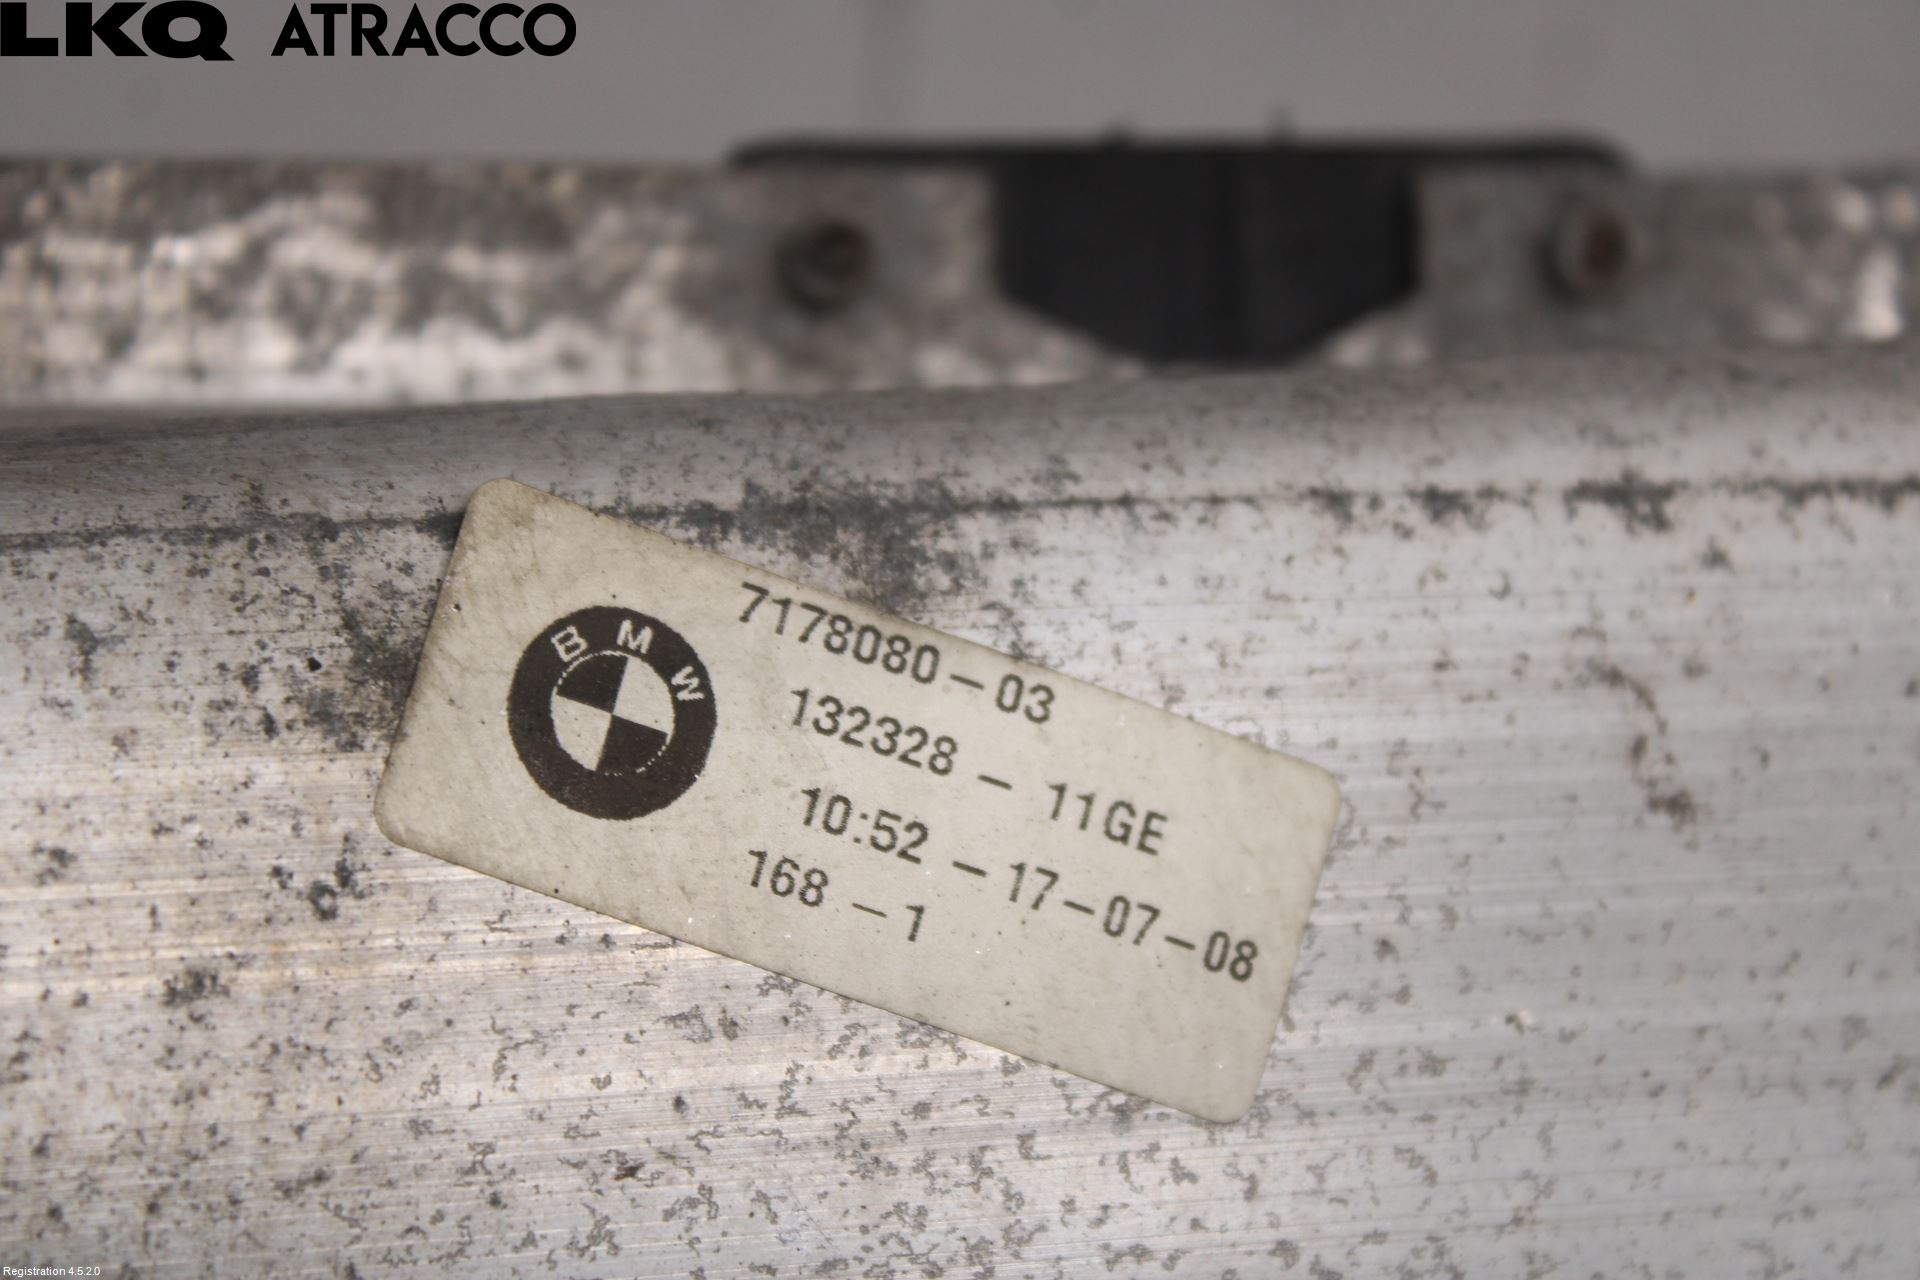 LKQ ATRACCO
BMW
7178080-03
132328 - 11GE
10:52 - 17-07-08
168 - 1
Registration 4.5.2.0